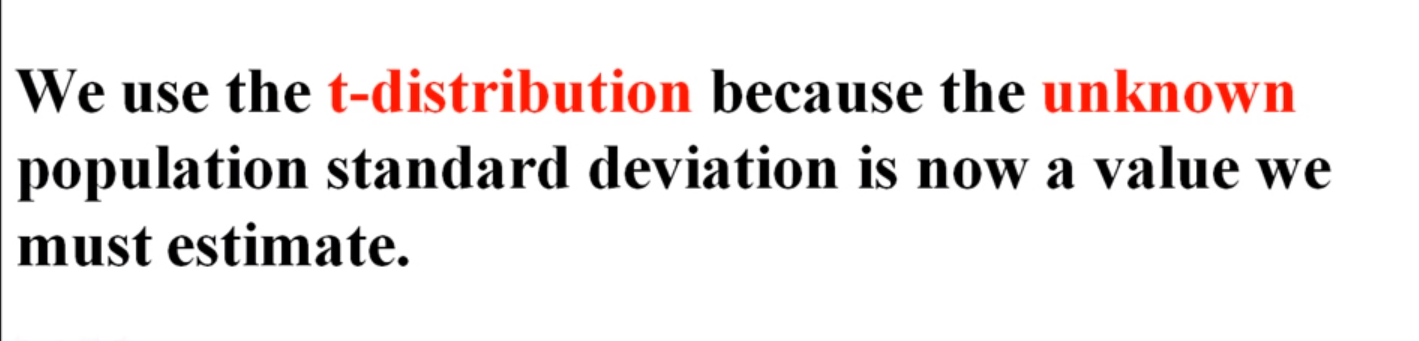 We use the t-distribution because the unknown
population standard deviation is now a value we
must estimate.